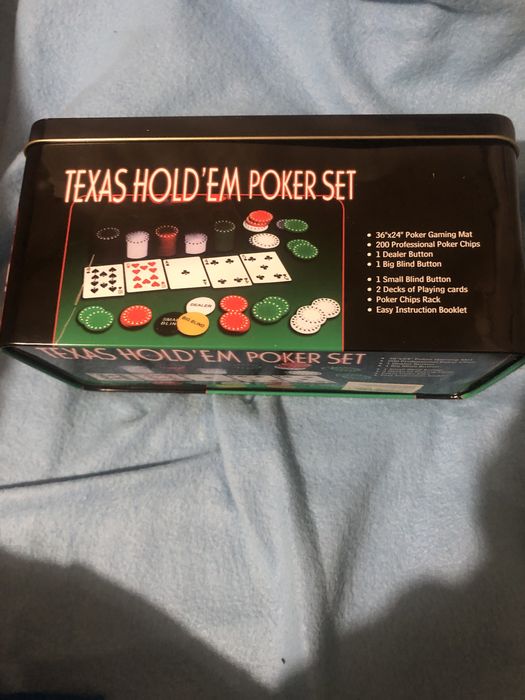 TEXAS HOLD'EM POKER SET
• 36"x24" Poker Gaming Mat
• 200 Professional Poker Chips
• 1 Dealer Button
• 1 Big Blind Button
• 1 Small Blind Button
• 2 Decks of Playing cards
• Poker Chips Rack
• Easy Instruction Booklet
DEALER
SMALL
BLIND
BIG BLIND
TEXAS HOLD'EM POKER SET